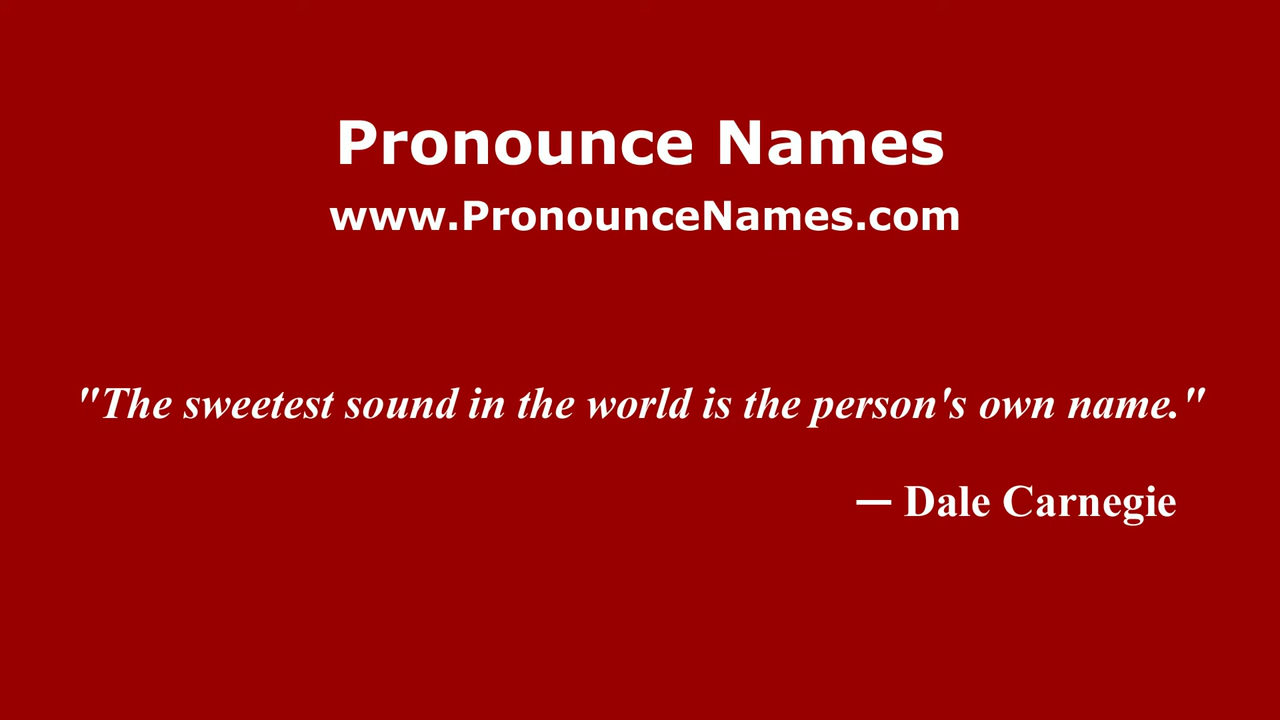 Pronounce Names
www.PronounceNames.com
"The sweetest sound in the world is the person's own name."
— Dale Carnegie